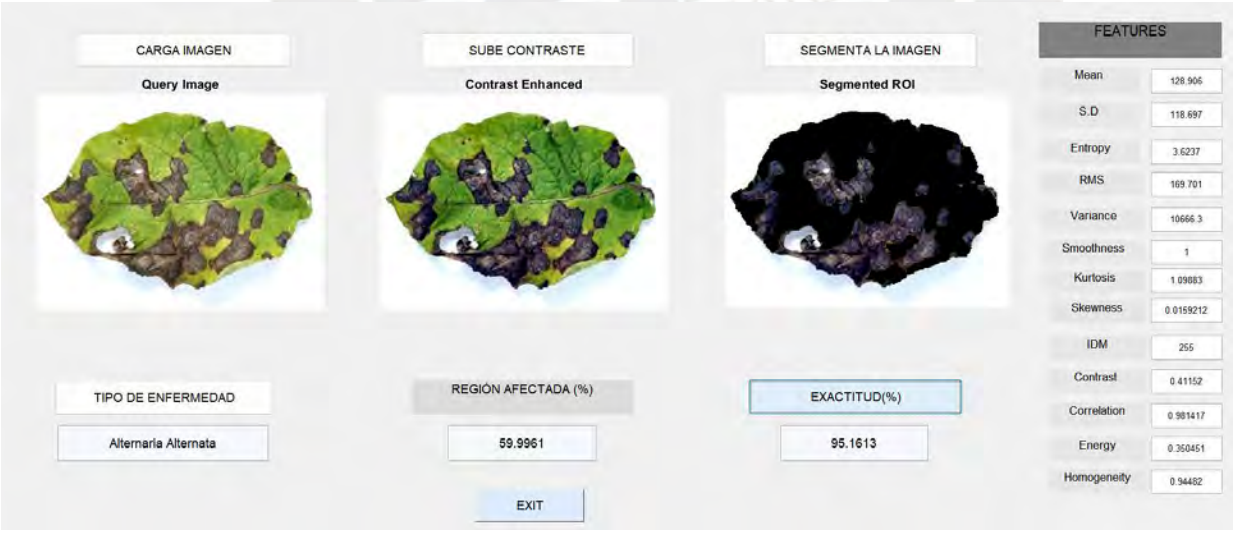 CARGA IMAGEN
SUBE CONTRASTE
SEGMENTA LA IMAGEN
Query Image
Contrast Enhanced
Segmented ROI
TIPO DE ENFERMEDAD
REGIÓN AFECTADA (%)
EXACTITUD(%)
Alternaria Alternata
59.9961
95.1613
EXIT
FEATURES
Mean 128.906
S.D 118.697
Entropy 3.6237
RMS 169.701
Variance 10666.3
Smoothness 1
Kurtosis 1.09883
Skewness 0.0159212
IDM 255
Contrast 0.41152
Correlation 0.981417
Energy 0.350451
Homogeneity 0.94482